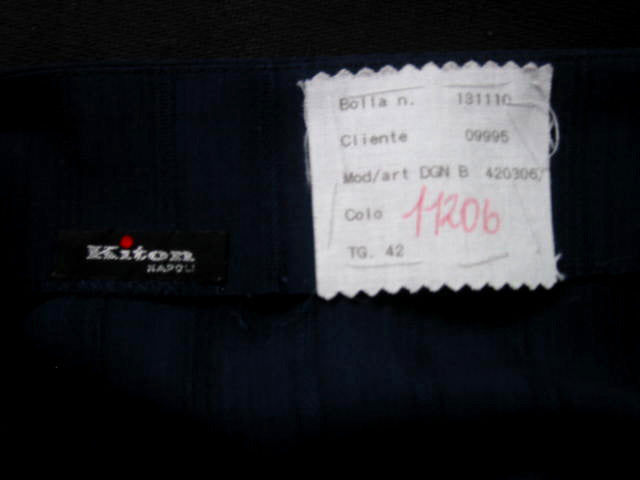 Kiton
NAPOLI
Bolla n. 131110
Cliente 09995
Mod/art DGN B 420306/
Colo 11206
TG. 42